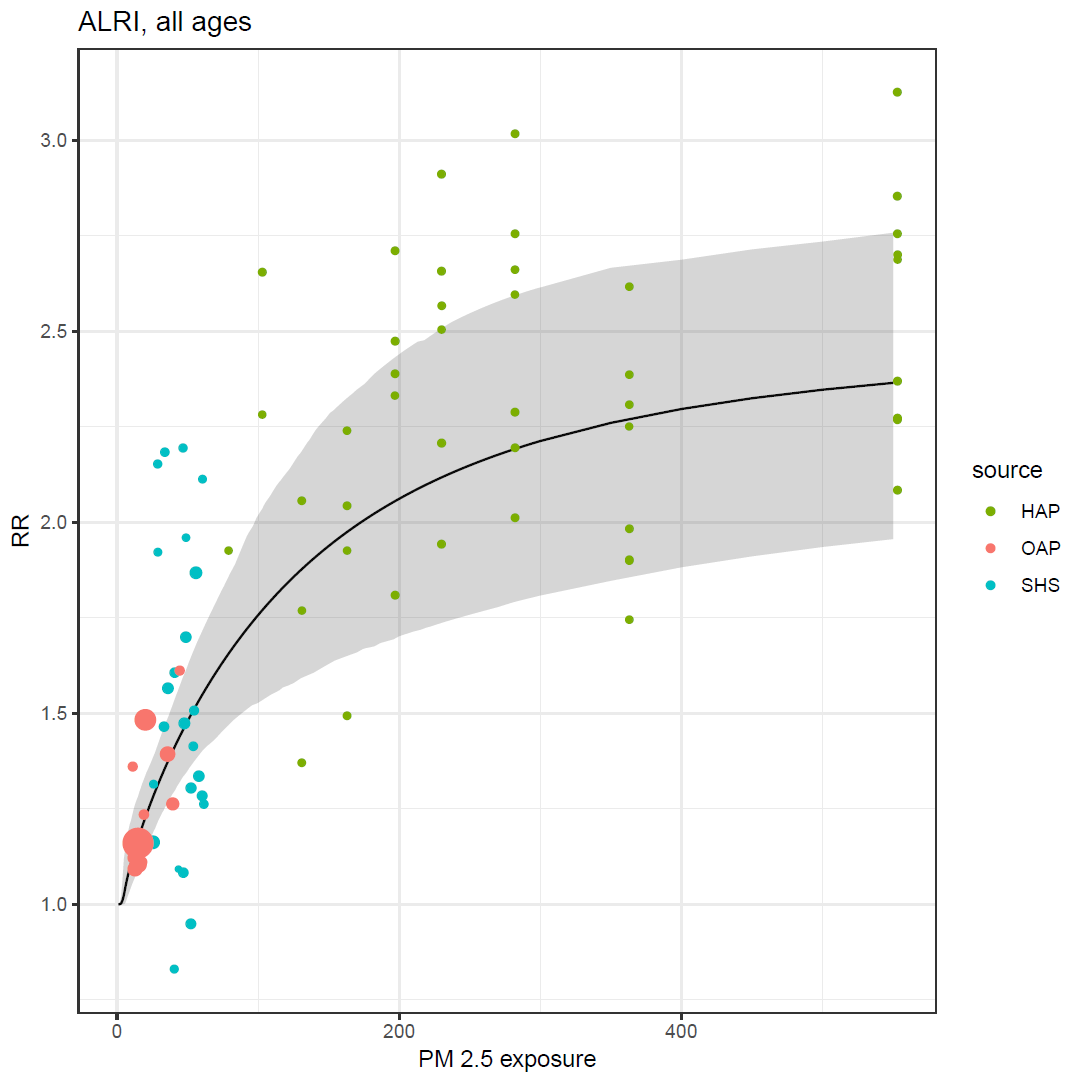 ALRI, all ages
3.0
2.5
2.0
1.5
1.0
RR
0
200
400
PM 2.5 exposure
source
HAP
OAP
SHS